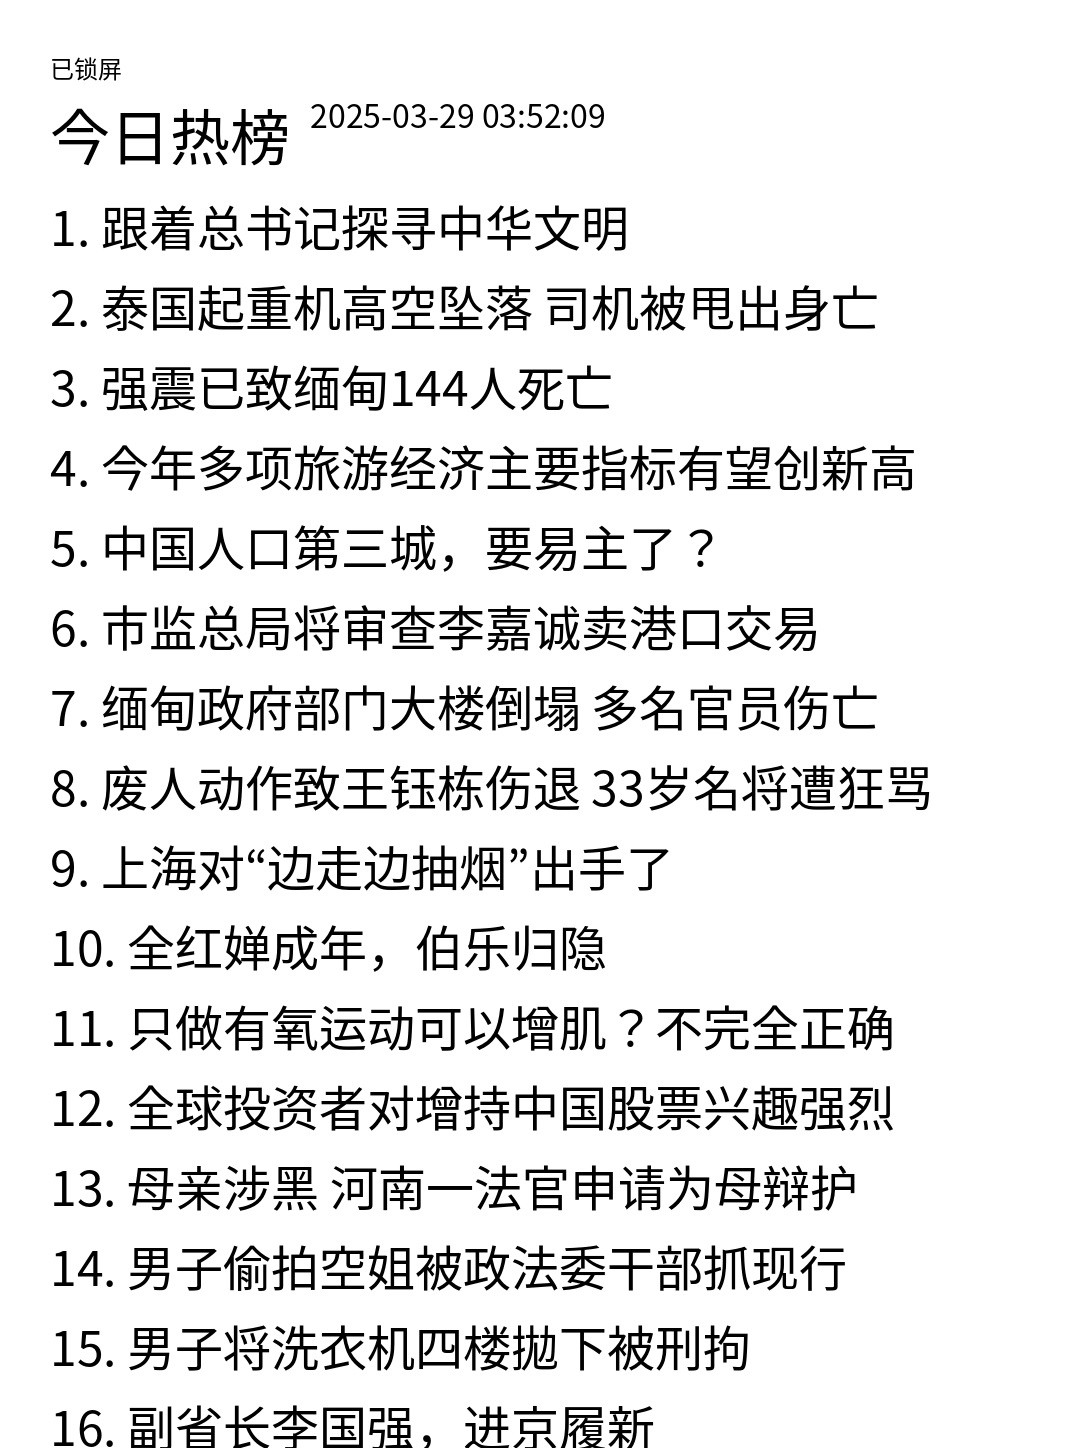 已锁屏
今日热榜 2025-03-29 03:52:09
1. 跟着总书记探寻中华文明
2. 泰国起重机高空坠落 司机被甩出身亡
3. 强震已致缅甸144人死亡
4. 今年多项旅游经济主要指标有望创新高
5. 中国人口第三城，要易主了？
6. 市监总局将审查李嘉诚卖港口交易
7. 缅甸政府部门大楼倒塌 多名官员伤亡
8. 废人动作致王钰栋伤退 33岁名将遭狂骂
9. 上海对“边走边抽烟”出手了
10. 全红婵成年，伯乐归隐
11. 只做有氧运动可以增肌？不完全正确
12. 全球投资者对增持中国股票兴趣强烈
13. 母亲涉黑 河南一法官申请为母辩护
14. 男子偷拍空姐被政法委干部抓现行
15. 男子将洗衣机四楼拋下被刑拘
16. 副省长李国强，进京履新